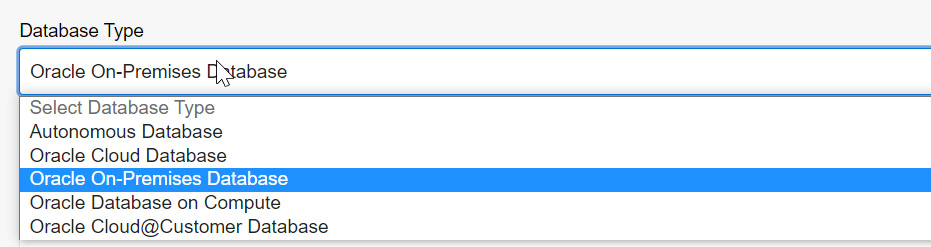 Database Type
Oracle On-Premises Database
Select Database Type
Autonomous Database
Oracle Cloud Database
Oracle On-Premises Database
Oracle Database on Compute
Oracle Cloud@Customer Database